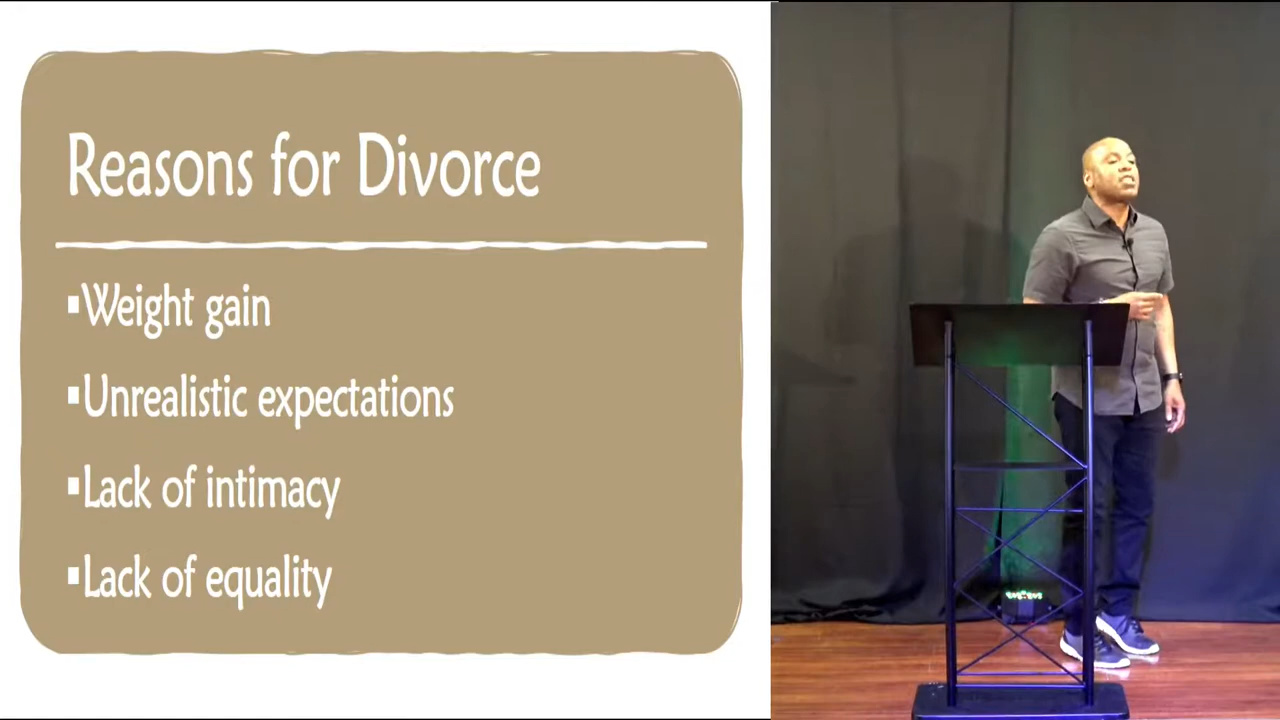 Reasons for Divorce
▪Weight gain
▪Unrealistic expectations
▪Lack of intimacy
▪Lack of equality